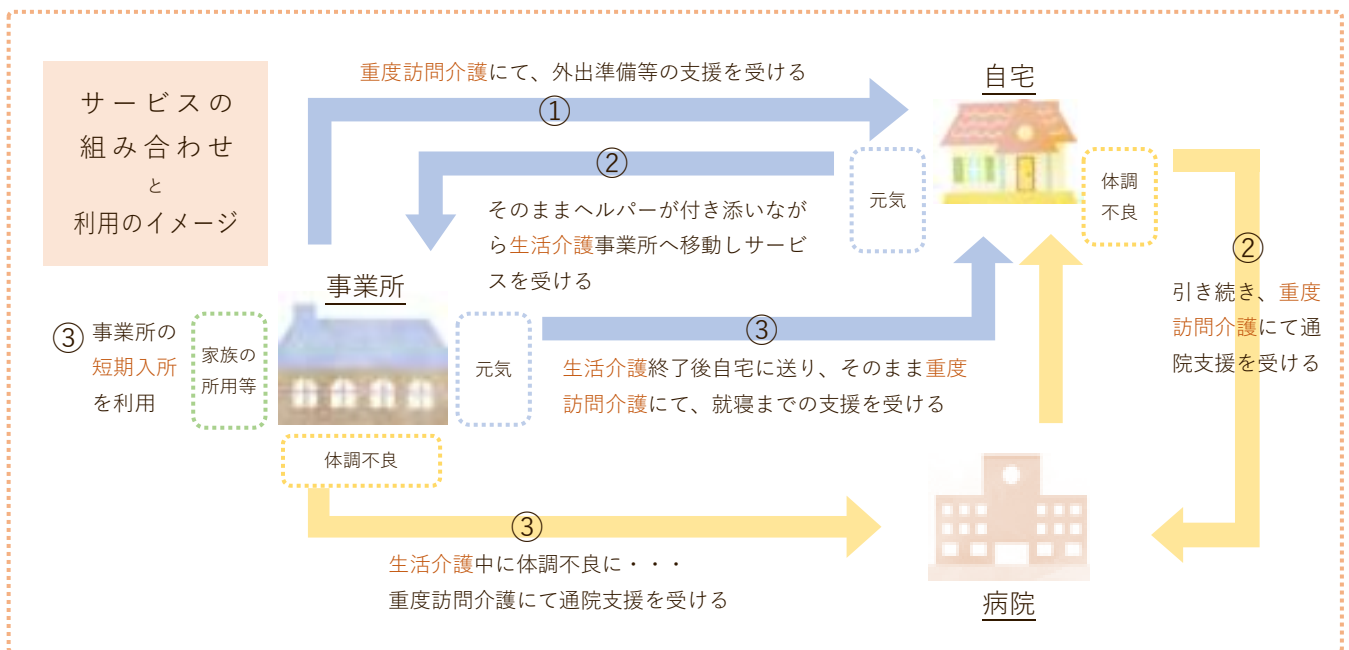 サービスの
組み合わせ
と
利用のイメージ
重度訪問介護にて、外出準備等の支援を受ける
①
自宅
元気
体調
不良
②
そのままヘルパーが付き添いなが
ら生活介護事業所へ移動しサービ
スを受ける
②
引き続き、重度
訪問介護にて通
院支援を受ける
事業所
③
事業所の
短期入所
を利用
家族の
所用等
元気
③
生活介護終了後自宅に送り、そのまま重度
訪問介護にて、就寝までの支援を受ける
体調不良
③
生活介護中に体調不良に・・・
重度訪問介護にて通院支援を受ける
病院